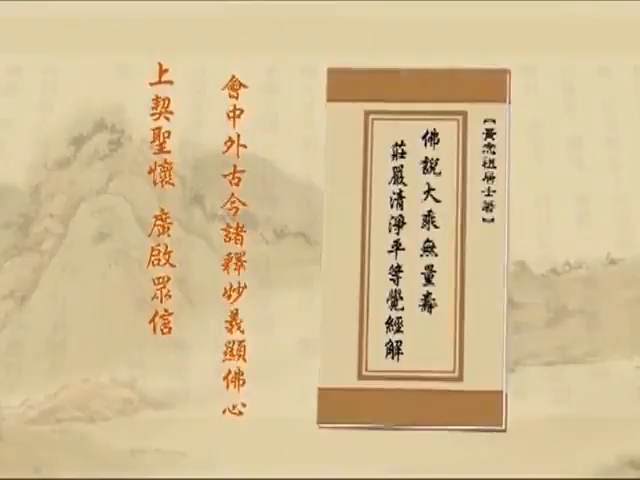 【黃念祖居士著】
佛說大乘無量壽
莊嚴清淨平等覺經解
會中外古今諸釋妙義顯佛心
上契聖懷 廣啟眾信